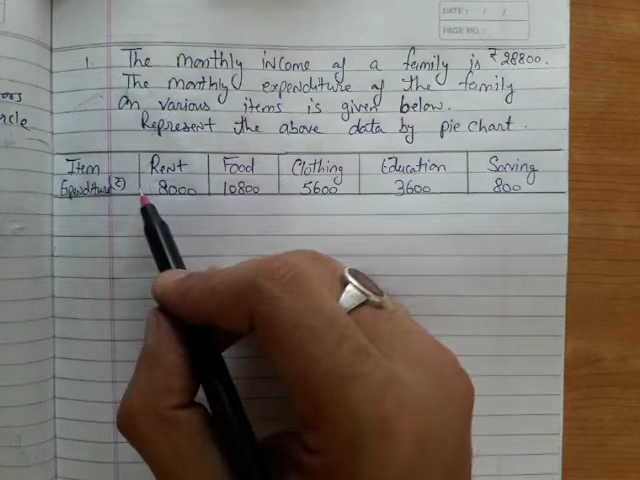 DATE: / /
PAGE NO.:
1. The monthly income of a family is ₹28800.
The monthly expenditure of the family
on various items is given below.
Represent the above data by pie chart.
Item Rent Food Clothing Education Saving
Expenditure(₹) 8000 10800 5600 3600 800